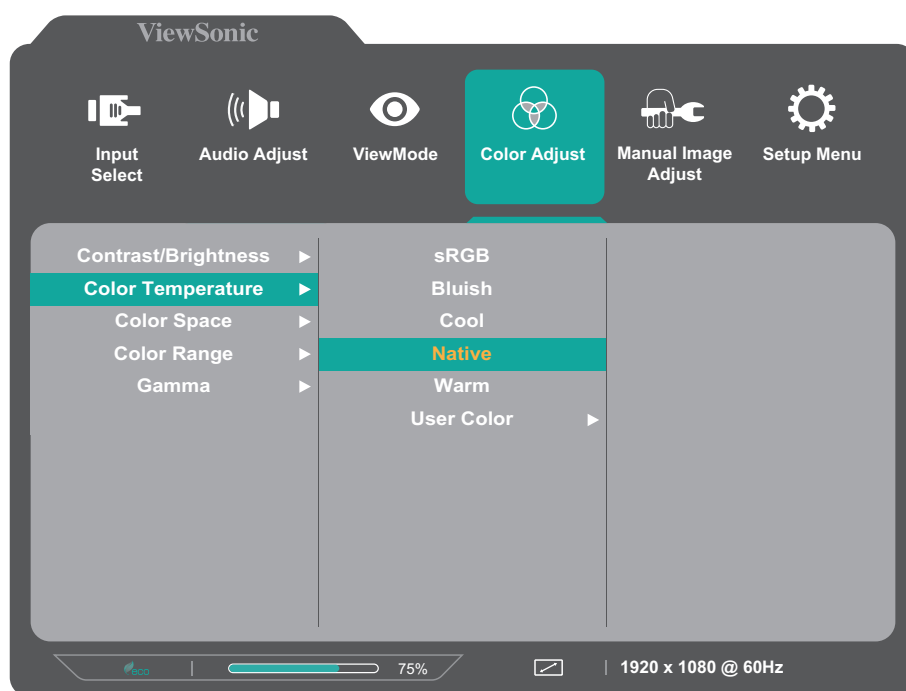 ViewSonic
Input
Select
Audio Adjust
ViewMode
Color Adjust
Manual Image
Adjust
Setup Menu
Contrast/Brightness
Color Temperature
Color Space
Color Range
Gamma
sRGB
Bluish
Cool
Native
Warm
User Color
eco
75%
1920 x 1080 @ 60Hz